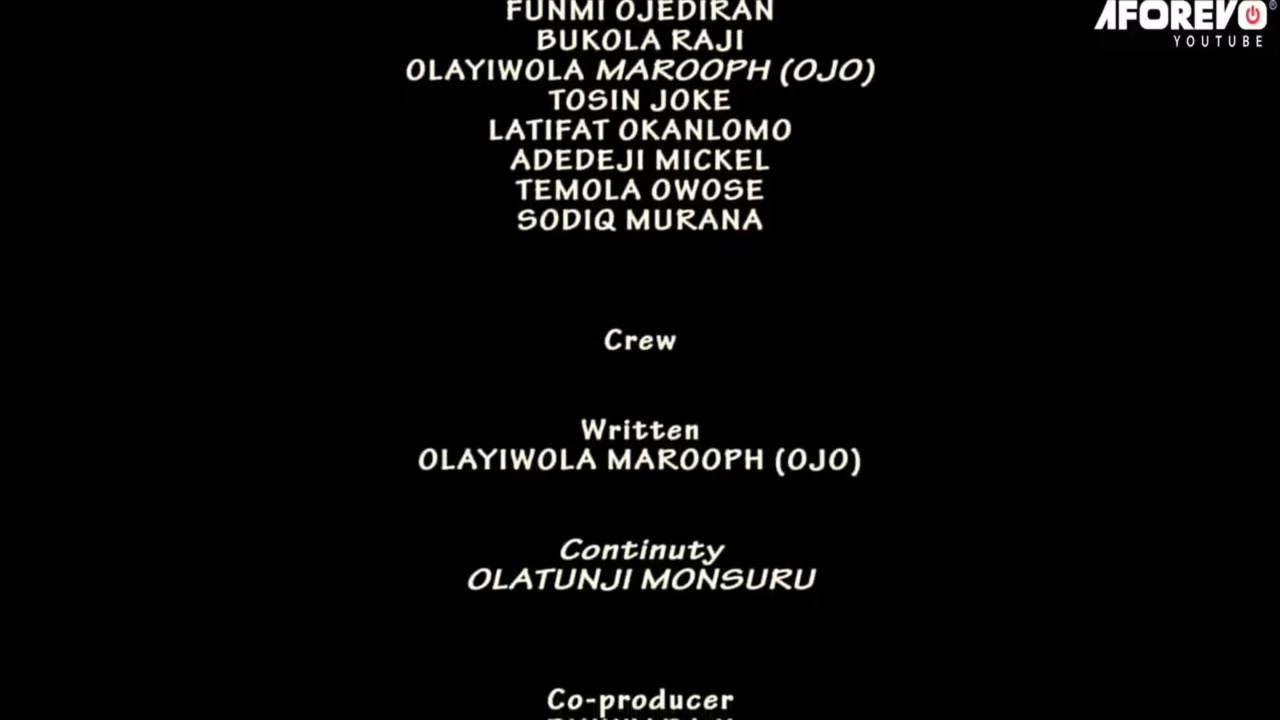 FUNMI OJEDIRAN
BUKOLA RAJI
OLAYIWOLA MAROOPH (OJO)
TOSIN JOKE
LATIFAT OKANLOMO
ADEDEJI MICKEL
TEMOLA OWOSE
SODIQ MURANA
Crew
Written
OLAYIWOLA MAROOPH (OJO)
Continuty
OLATUNJI MONSURU
Co-producer
AFOREVO®
YOUTUBE